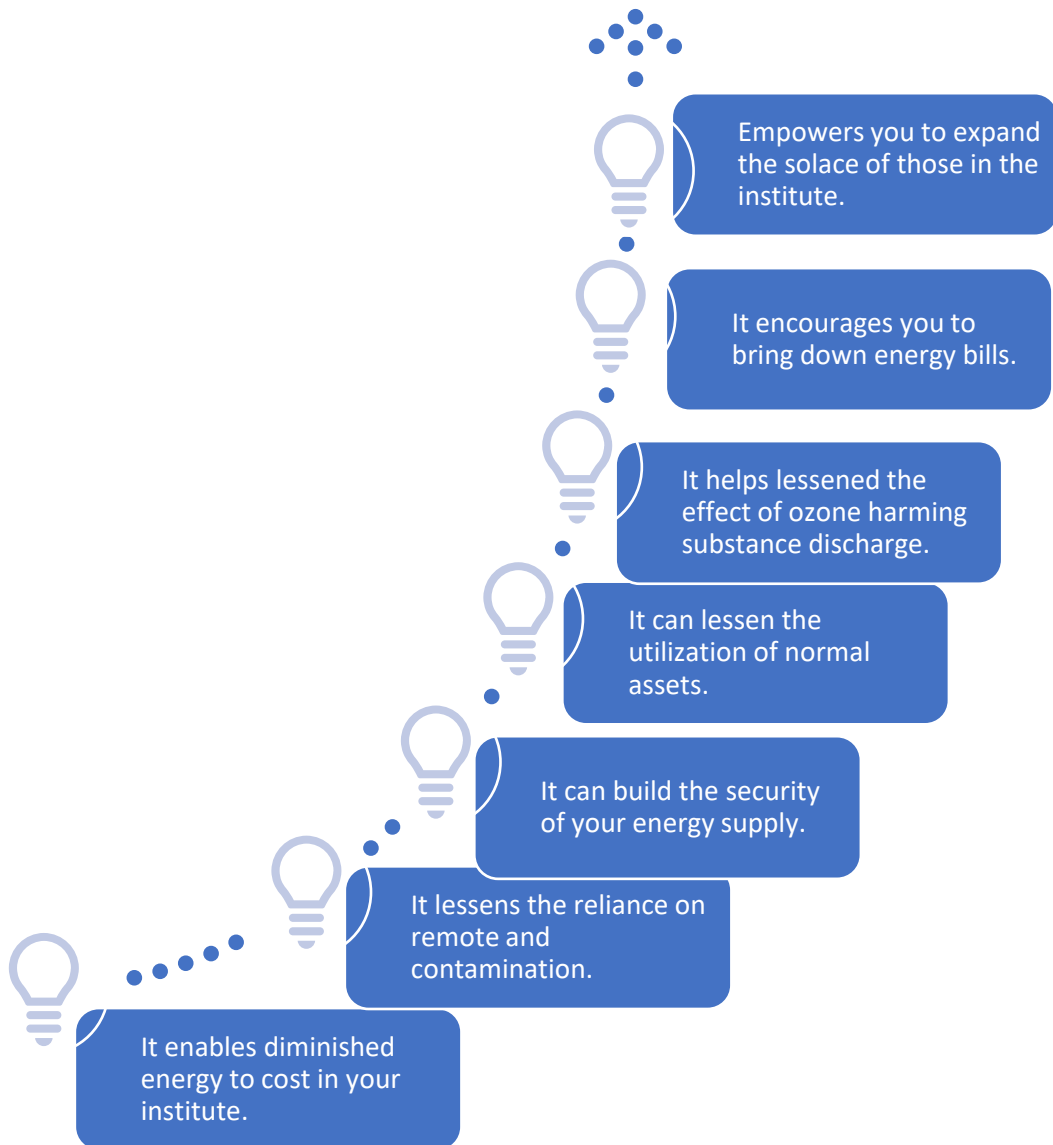 Empowers you to expand
the solace of those in the
institute.
It encourages you to
bring down energy bills.
It helps lessened the
effect of ozone harming
substance discharge.
It can lessen the
utilization of normal
assets.
It can build the security
of your energy supply.
It lessens the reliance on
remote and
contamination.
It enables diminished
energy to cost in your
institute.